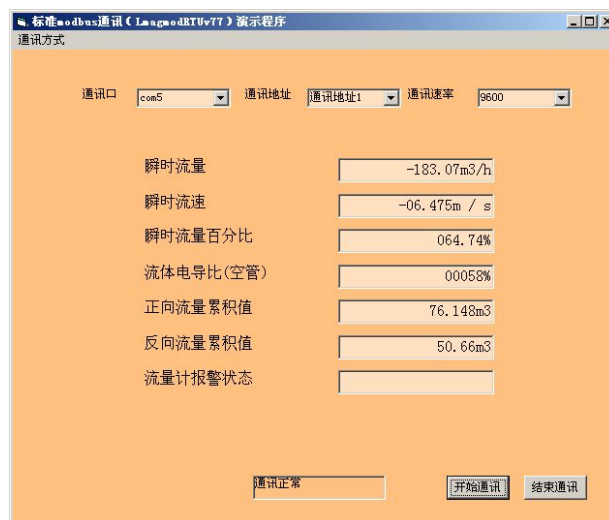 标准modbus通讯(LmagmodRTUv77)演示程序
通讯方式
通讯口 com5 通讯地址 通讯地址1 通讯速率 9600
瞬时流量 -183.07m3/h
瞬时流速 -06.475m / s
瞬时流量百分比 064.74%
流体电导比(空管) 00058%
正向流量累积值 76.148m3
反向流量累积值 50.66m3
流量计报警状态
通讯正常 开始通讯 结束通讯